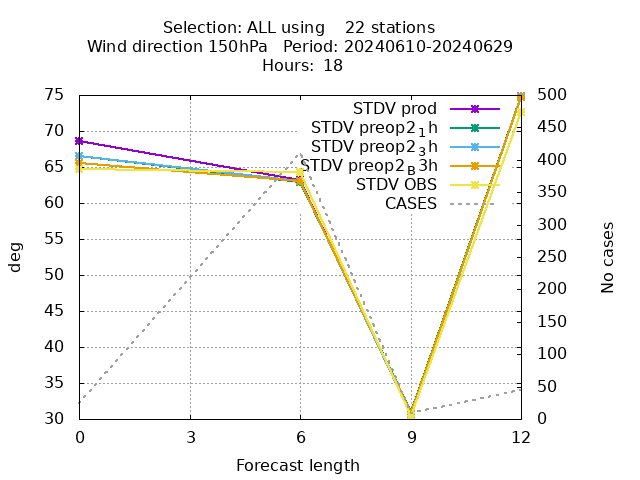 Selection: ALL using 22 stations
Wind direction 150hPa Period: 20240610-20240629
Hours: 18
75
70
65
60
55
50
45
40
35
30
500
450
400
350
300
250
200
150
100
50
0
STDV prod
STDV preop2₁h
STDV preop2₃h
STDV preop2_B3h
STDV OBS
CASES
deg
No cases
0 3 6 9 12
Forecast length